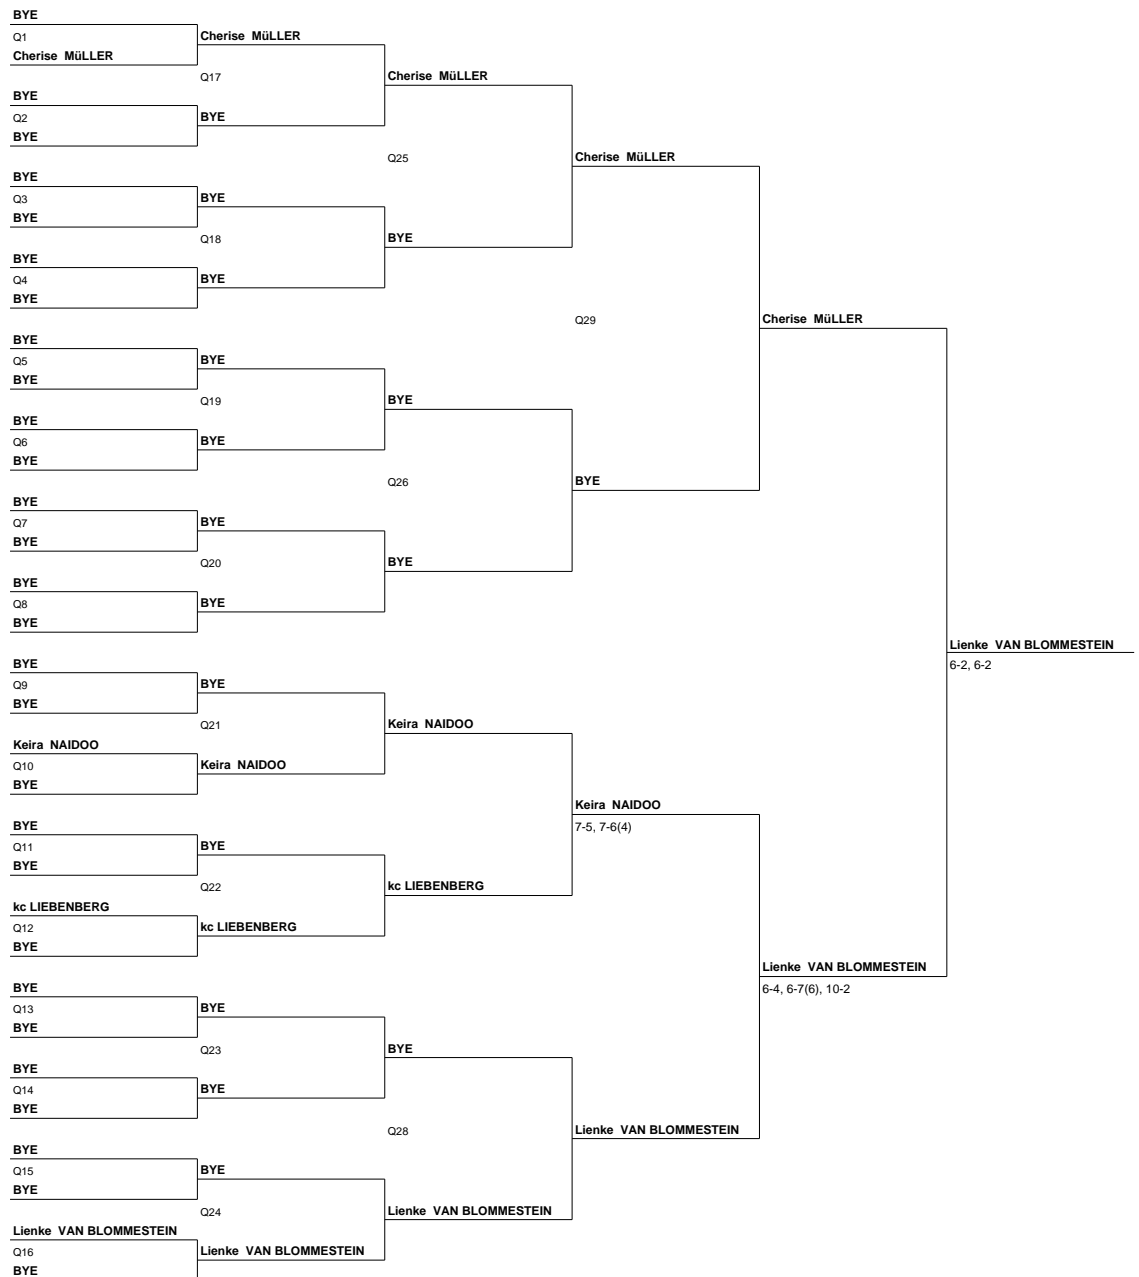 BYE
Q1
Cherise MüLLER
BYE
Q2
BYE
BYE
Q3
BYE
BYE
Q4
BYE
BYE
Q5
BYE
BYE
Q6
BYE
BYE
Q7
BYE
BYE
Q8
BYE
BYE
Q9
BYE
Keira NAIDOO
Q10
BYE
BYE
Q11
BYE
kc LIEBENBERG
Q12
BYE
BYE
Q13
BYE
BYE
Q14
BYE
BYE
Q15
BYE
Lienke VAN BLOMMESTEIN
Q16
BYE
Cherise MüLLER
Q17
BYE
BYE
Q18
BYE
BYE
Q19
BYE
BYE
Q20
BYE
BYE
Q21
Keira NAIDOO
BYE
Q22
kc LIEBENBERG
BYE
Q23
BYE
BYE
Q24
Lienke VAN BLOMMESTEIN
Cherise MüLLER
Q25
BYE
BYE
Q26
BYE
Keira NAIDOO
kc LIEBENBERG
BYE
Q28
Lienke VAN BLOMMESTEIN
Cherise MüLLER
Q29
BYE
Keira NAIDOO
7-5, 7-6(4)
Lienke VAN BLOMMESTEIN
Cherise MüLLER
Lienke VAN BLOMMESTEIN
6-4, 6-7(6), 10-2
Lienke VAN BLOMMESTEIN
6-2, 6-2